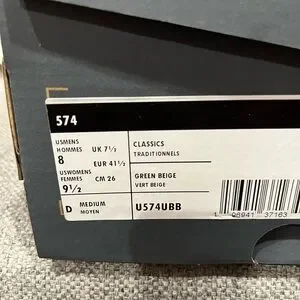 574
USMENS
HOMMES
8
UK 7½
EUR 41½
USWOMENS
FEMMES
9½
CM 26
D
MEDIUM
MOYEN
CLASSICS
TRADITIONNELS
GREEN BEIGE
VERT BEIGE
U574UBB